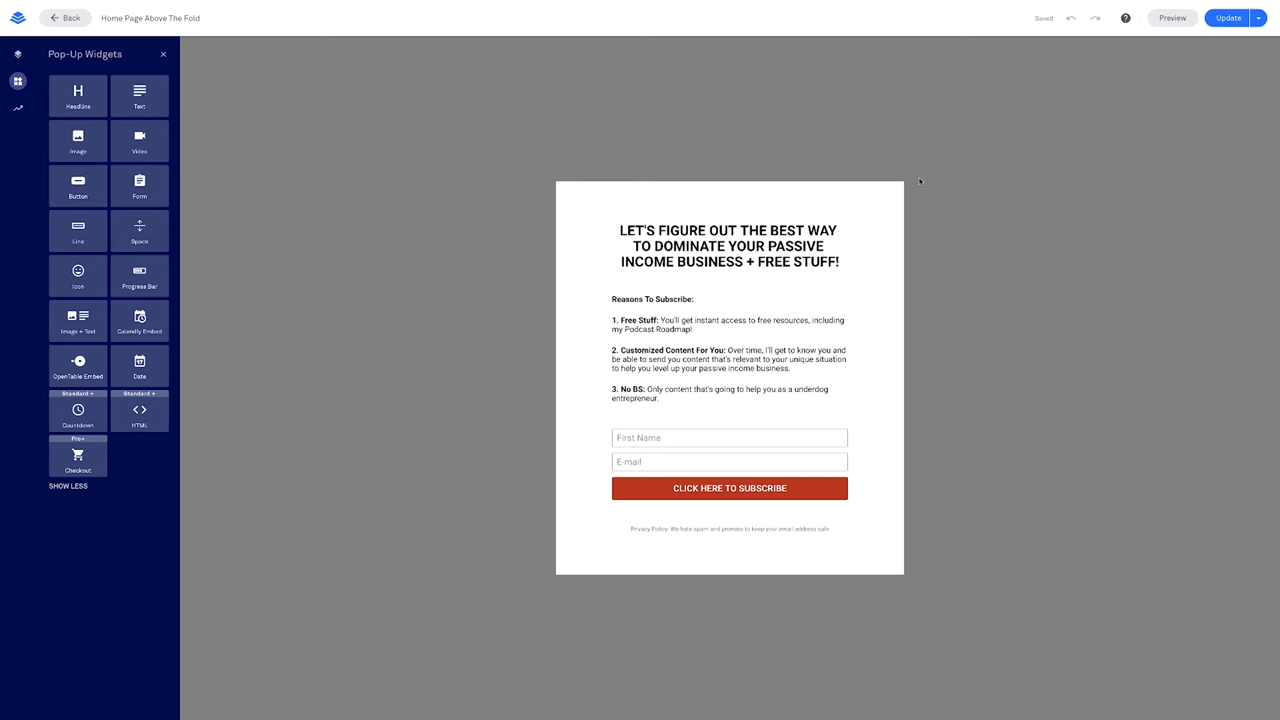 Back
Home Page Above The Fold
Saved
Preview
Update
Pop-Up Widgets
Headline
Text
Image
Video
Button
Form
Line
Space
Icon
Progress Bar
Image + Text
Calendly Embed
OpenTable Embed
17
Date
Standard +
Standard +
Countdown
HTML
Pro+
Checkout
SHOW LESS
LET'S FIGURE OUT THE BEST WAY
TO DOMINATE YOUR PASSIVE
INCOME BUSINESS + FREE STUFF!
Reasons To Subscribe:
1. Free Stuff: You'll get instant access to free resources, including
my Podcast Roadmap!
2. Customized Content For You: Over time, I'll get to know you and
be able to send you content that's relevant to your unique situation
to help you level up your passive income business.
3. No BS: Only content that's going to help you as a underdog
entrepreneur.
First Name
E-mail
CLICK HERE TO SUBSCRIBE
Privacy Policy: We hate spam and promise to keep your email address safe